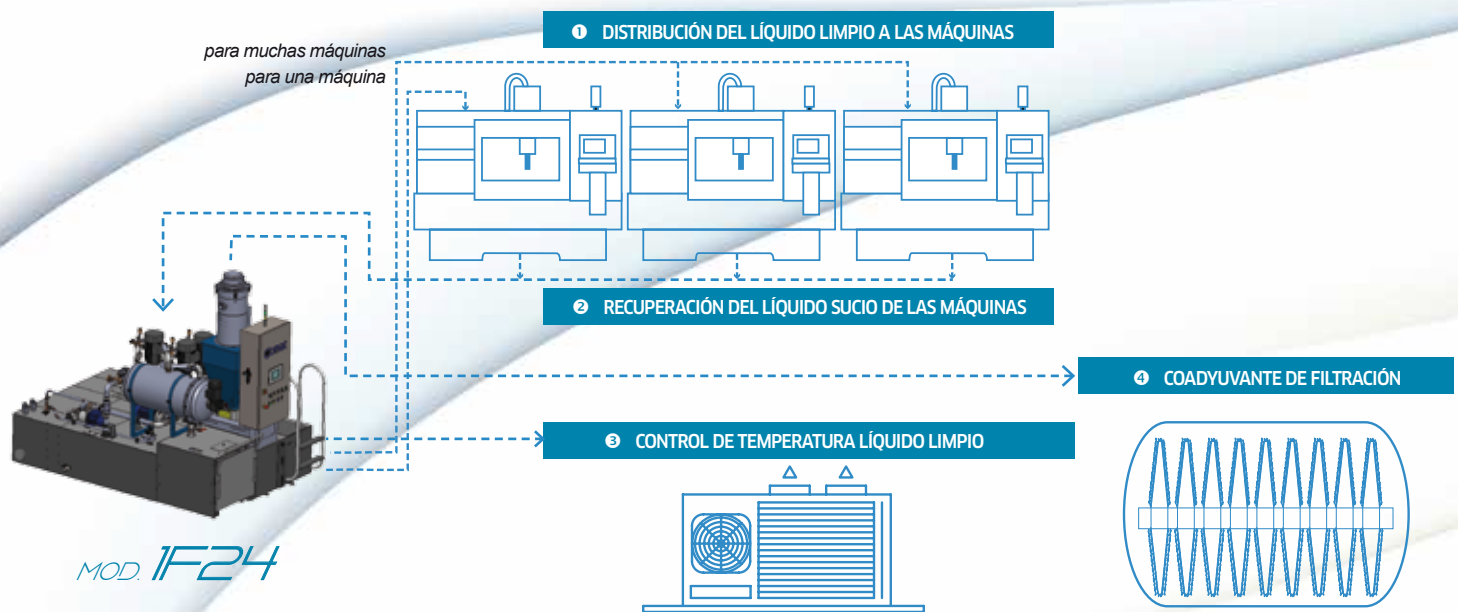 ❶ DISTRIBUCIÓN DEL LÍQUIDO LIMPIO A LAS MÁQUINAS
para muchas máquinas
para una máquina
❷ RECUPERACIÓN DEL LÍQUIDO SUCIO DE LAS MÁQUINAS
❹ COADYUVANTE DE FILTRACIÓN
❸ CONTROL DE TEMPERATURA LÍQUIDO LIMPIO
MOD. 1F24